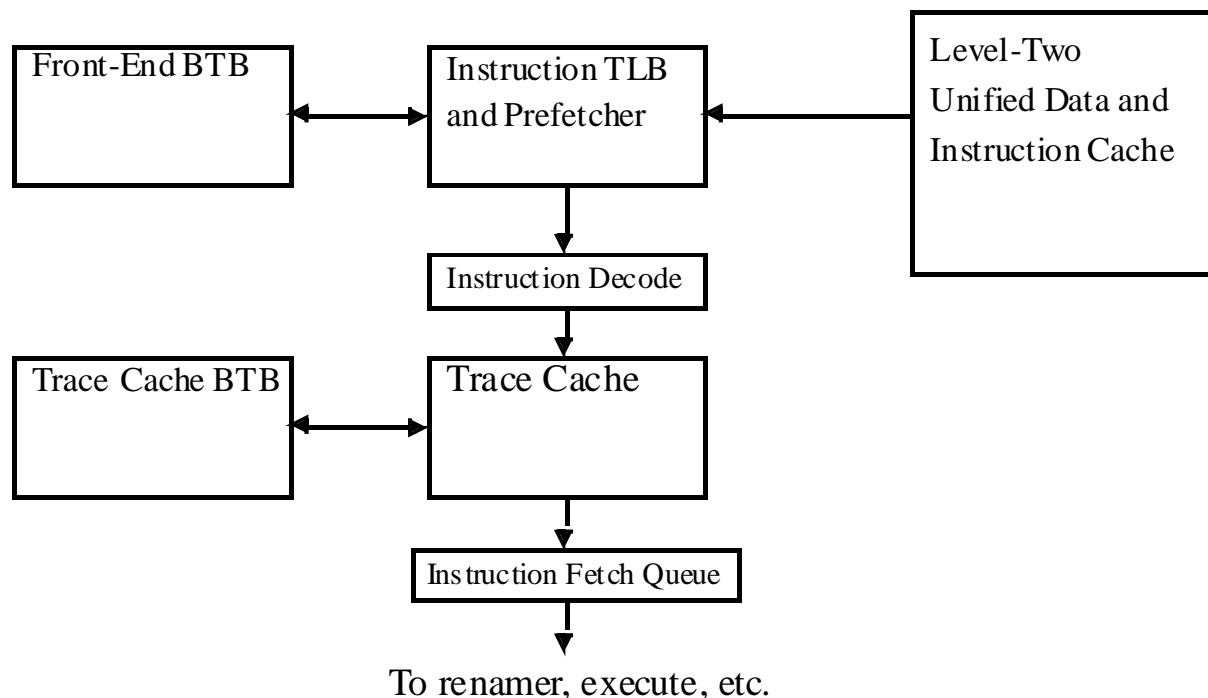 Front-End BTB
Instruction TLB
and Prefetcher
Level-Two
Unified Data and
Instruction Cache
Instruction Decode
Trace Cache BTB
Trace Cache
Instruction Fetch Queue
To renamer, execute, etc.